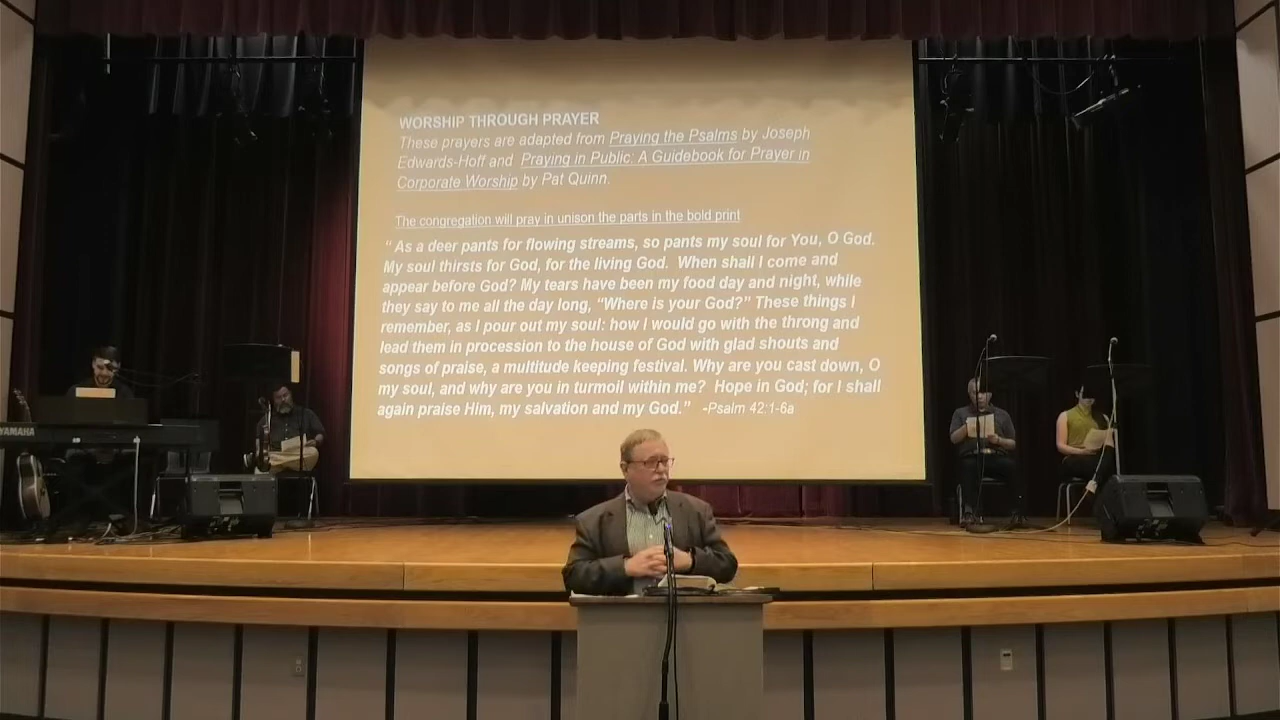 WORSHIP THROUGH PRAYER
These prayers are adapted from Praying the Psalms by Joseph
Edwards-Hoff and Praying in Public: A Guidebook for Prayer in
Corporate Worship by Pat Quinn.
The congregation will pray in unison the parts in the bold print
“ As a deer pants for flowing streams, so pants my soul for You, O God.
My soul thirsts for God, for the living God. When shall I come and
appear before God? My tears have been my food day and night, while
they say to me all the day long, “Where is your God?” These things I
remember, as I pour out my soul: how I would go with the throng and
lead them in procession to the house of God with glad shouts and
songs of praise, a multitude keeping festival. Why are you cast down, O
my soul, and why are you in turmoil within me? Hope in God; for I shall
again praise Him, my salvation and my God.” -Psalm 42:1-6a
YAMAHA